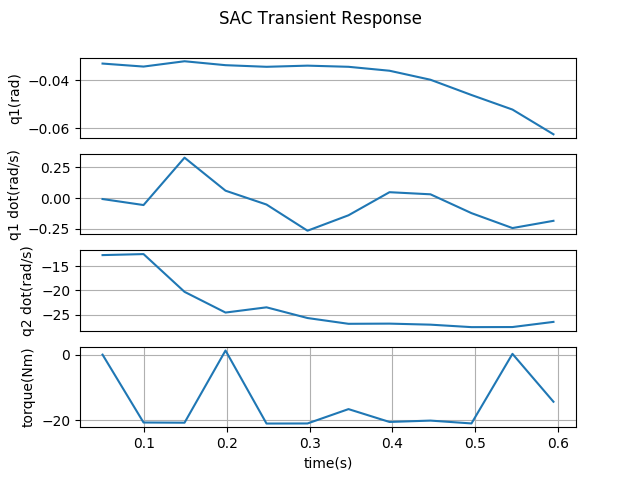 SAC Transient Response
q1(rad)
−0.04
−0.06
q1 dot(rad/s)
0.25
0.00
−0.25
q2 dot(rad/s)
−15
−20
−25
torque(Nm)
0
−20
0.1 0.2 0.3 0.4 0.5 0.6
time(s)